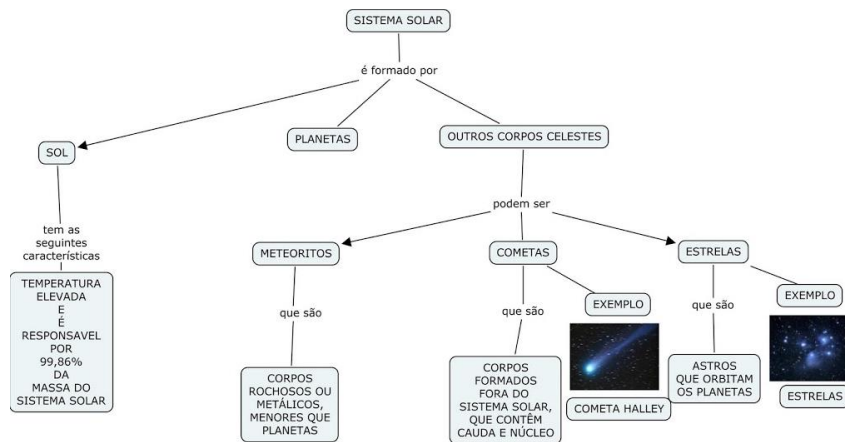 SISTEMA SOLAR
é formado por
SOL
PLANETAS
OUTROS CORPOS CELESTES
tem as
seguintes
características
TEMPERATURA
ELEVADA
E
É
RESPONSAVEL
POR
99,86%
DA
MASSA DO
SISTEMA SOLAR
podem ser
METEORITOS
COMETAS
ESTRELAS
que são
CORPOS
ROCHOSOS OU
METÁLICOS,
MENORES QUE
PLANETAS
que são
CORPOS
FORMADOS
FORA DO
SISTEMA SOLAR,
QUE CONTÊM
CAUDA E NÚCLEO
EXEMPLO
COMETA HALLEY
que são
ASTROS
QUE ORBITAM
OS PLANETAS
EXEMPLO
ESTRELAS